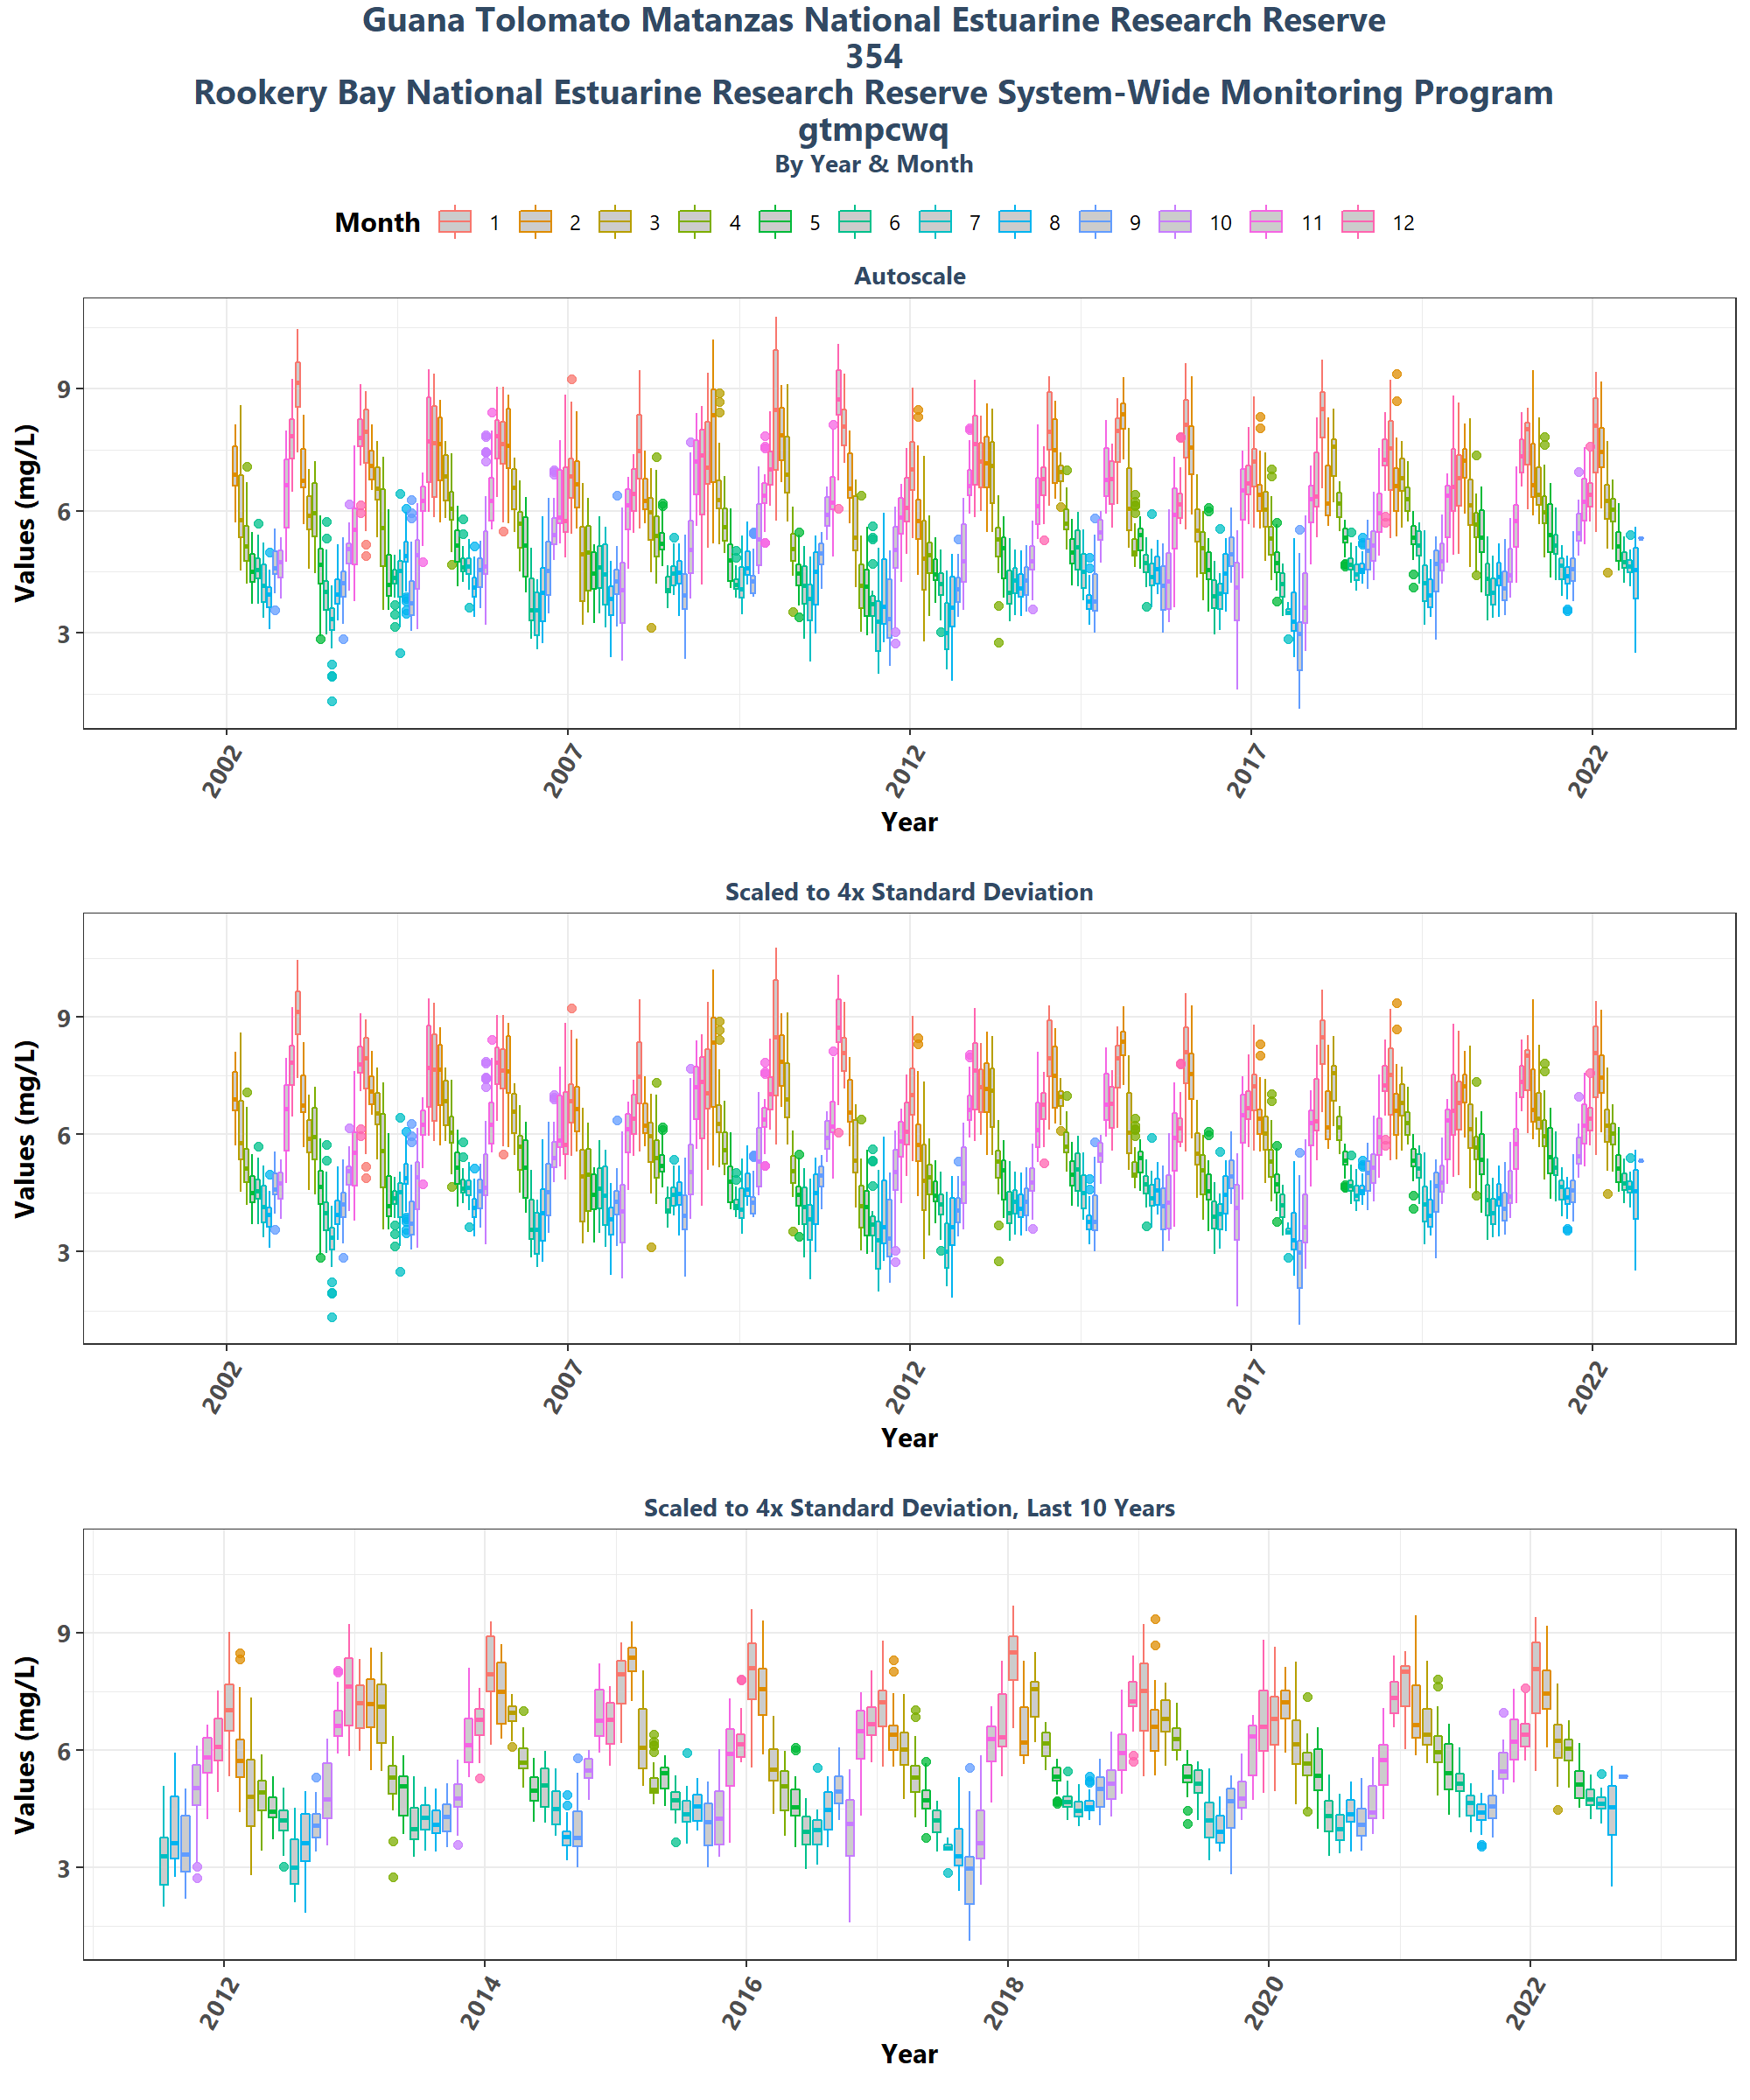 Guana Tolomato Matanzas National Estuarine Research Reserve
354
Rookery Bay National Estuarine Research Reserve System-Wide Monitoring Program
gtmpcwq
By Year & Month
Month 1 2 3 4 5 6 7 8 9 10 11 12
Autoscale
Values (mg/L)
9
6
3
2002 2007 2012 2017 2022
Year
Scaled to 4x Standard Deviation
Values (mg/L)
9
6
3
2002 2007 2012 2017 2022
Year
Scaled to 4x Standard Deviation, Last 10 Years
Values (mg/L)
9
6
3
2012 2014 2016 2018 2020 2022
Year